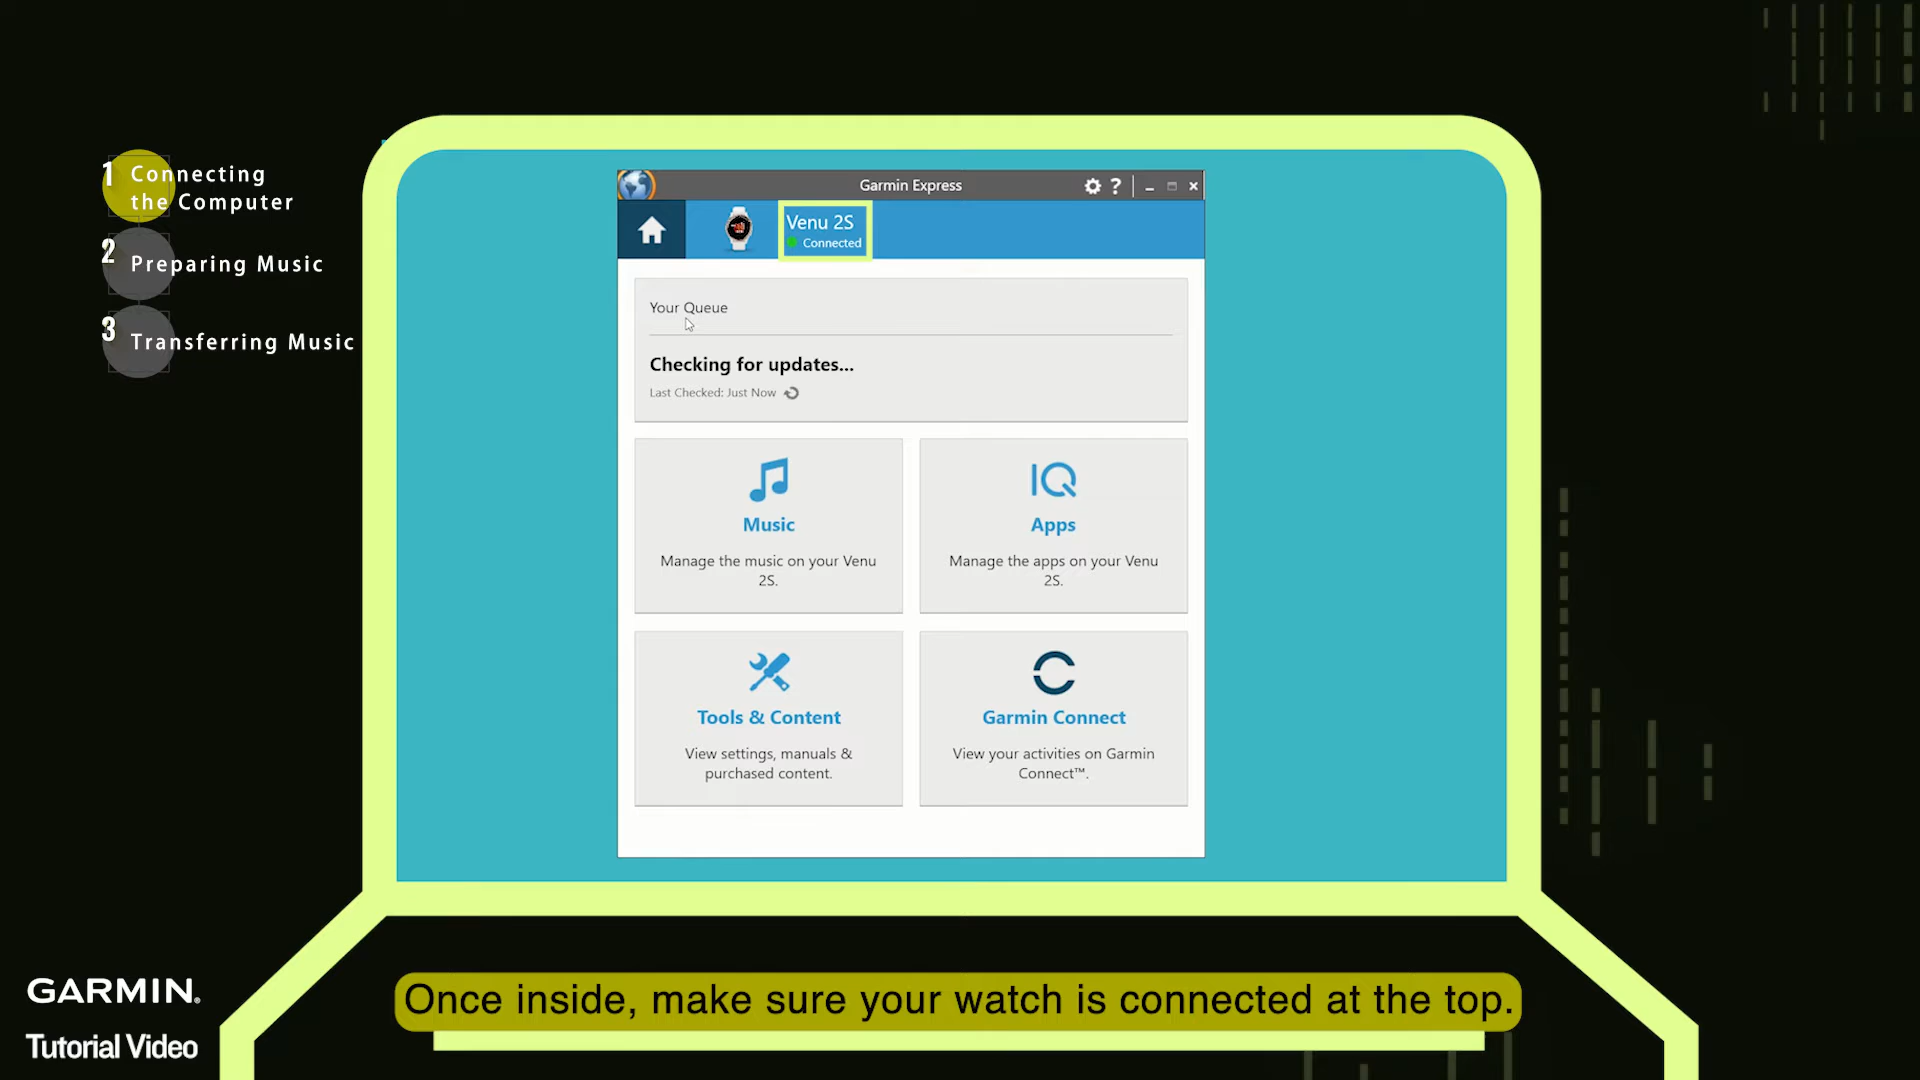 1 Connecting
the Computer
2 Preparing Music
3 Transferring Music
Garmin Express
?
Venu 2S
Connected
Your Queue
Checking for updates...
Last Checked: Just Now
Music
Manage the music on your Venu
2S.
IQ
Apps
Manage the apps on your Venu
2S.
Tools & Content
View settings, manuals &
purchased content.
Garmin Connect
View your activities on Garmin
Connect™.
GARMIN®
Tutorial Video
Once inside, make sure your watch is connected at the top.